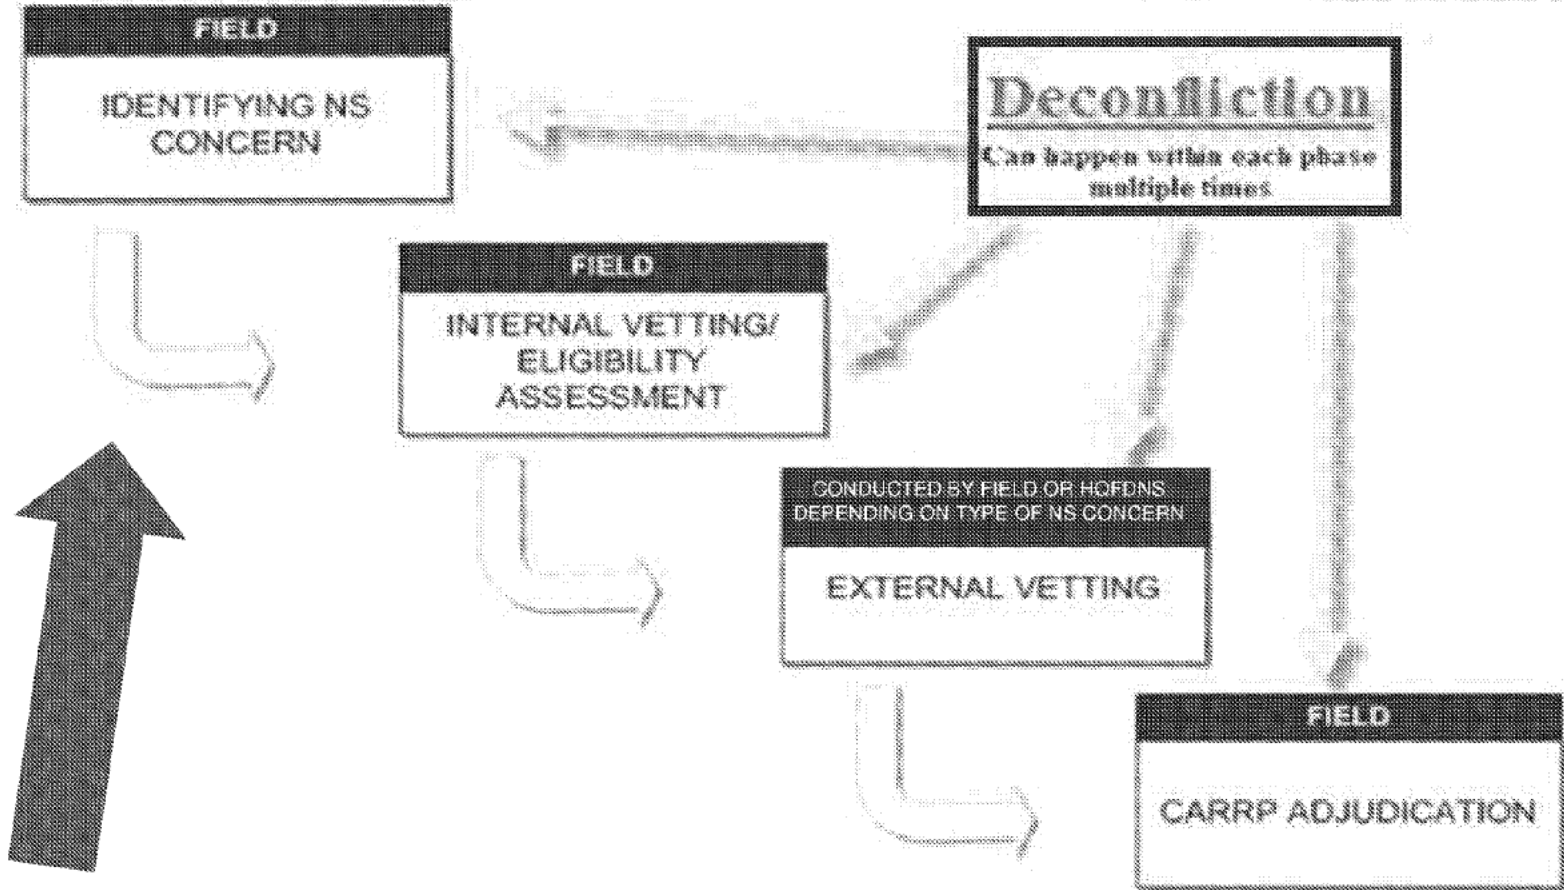 FIELD
IDENTIFYING NS
CONCERN
Deconfliction
Can happen within each phase
multiple times
FIELD
INTERNAL VETTING/
ELIGIBILITY
ASSESSMENT
CONDUCTED BY FIELD OR HQFDNS
DEPENDING ON TYPE OF NS CONCERN
EXTERNAL VETTING
FIELD
CARRP ADJUDICATION